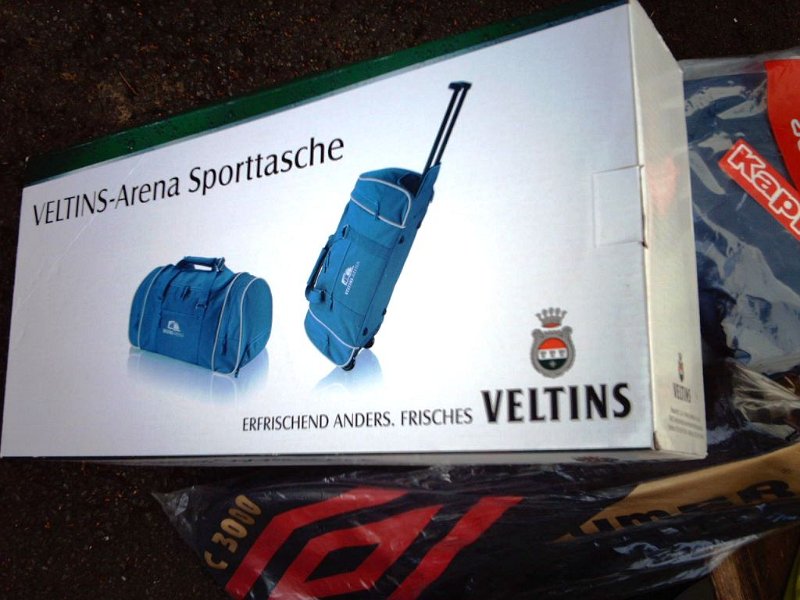 VELTINS-Arena Sporttasche
ERFRISCHEND ANDERS. FRISCHES VELTINS
VELTINS
Kap
C 3000